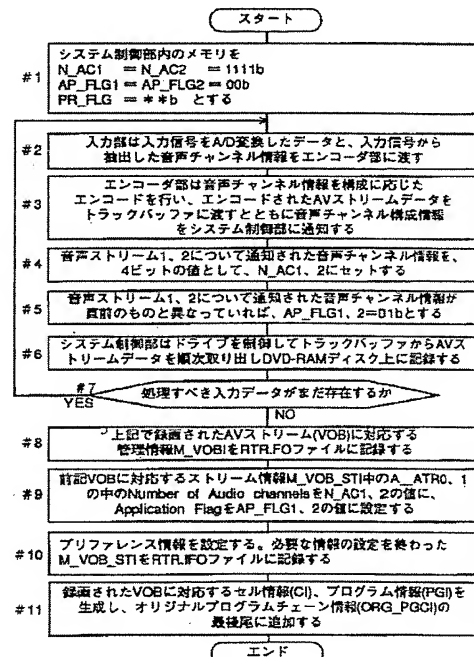 スタート
#1
システム制御部内のメモリを
N_AC1 = N_AC2 = 1111b
AP_FLG1 = AP_FLG2 = 00b
PR_FLG = **b とする
#2
入力部は入力信号をA/D変換したデータと、入力信号から
抽出した音声チャンネル情報をエンコーダ部に渡す
#3
エンコーダ部は音声チャンネル情報を構成に応じた
エンコードを行い、エンコードされたAVストリームデータを
トラックバッファに渡すとともに音声チャンネル構成情報
をシステム制御部に通知する
#4
音声ストリーム1、2について通知された音声チャンネル情報を、
4ビットの値として、N_AC1、2にセットする
#5
音声ストリーム1、2について通知された音声チャンネル情報が
直前のものと異なっていれば、AP_FLG1、2=01bとする
#6
システム制御部はドライブを制御してトラックバッファからAVス
トリームデータを順次取り出しDVD-RAMディスク上に記録する
#7
YES
処理すべき入力データがまだ存在するか
NO
#8
上記で録画されたAVストリーム(VOB)に対応する
管理情報M_VOBIをRTR.IFOファイルに記録する
#9
前記VOBに対応するストリーム情報M_VOB_STI中のA_ATR0、1
の中のNumber of Audio channelsをN_AC1、2の値に、
Application FlagをAP_FLG1、2の値に設定する
#10
プリファレンス情報を設定する。必要な情報の設定を終わった
M_VOB_STIをRTR.IFOファイルに記録する
#11
録画されたVOBに対応するセル情報(CI)、プログラム情報(PGI)を
生成し、オリジナルプログラムチェーン情報(ORG_PGCI)の
最後尾に追加する
エンド